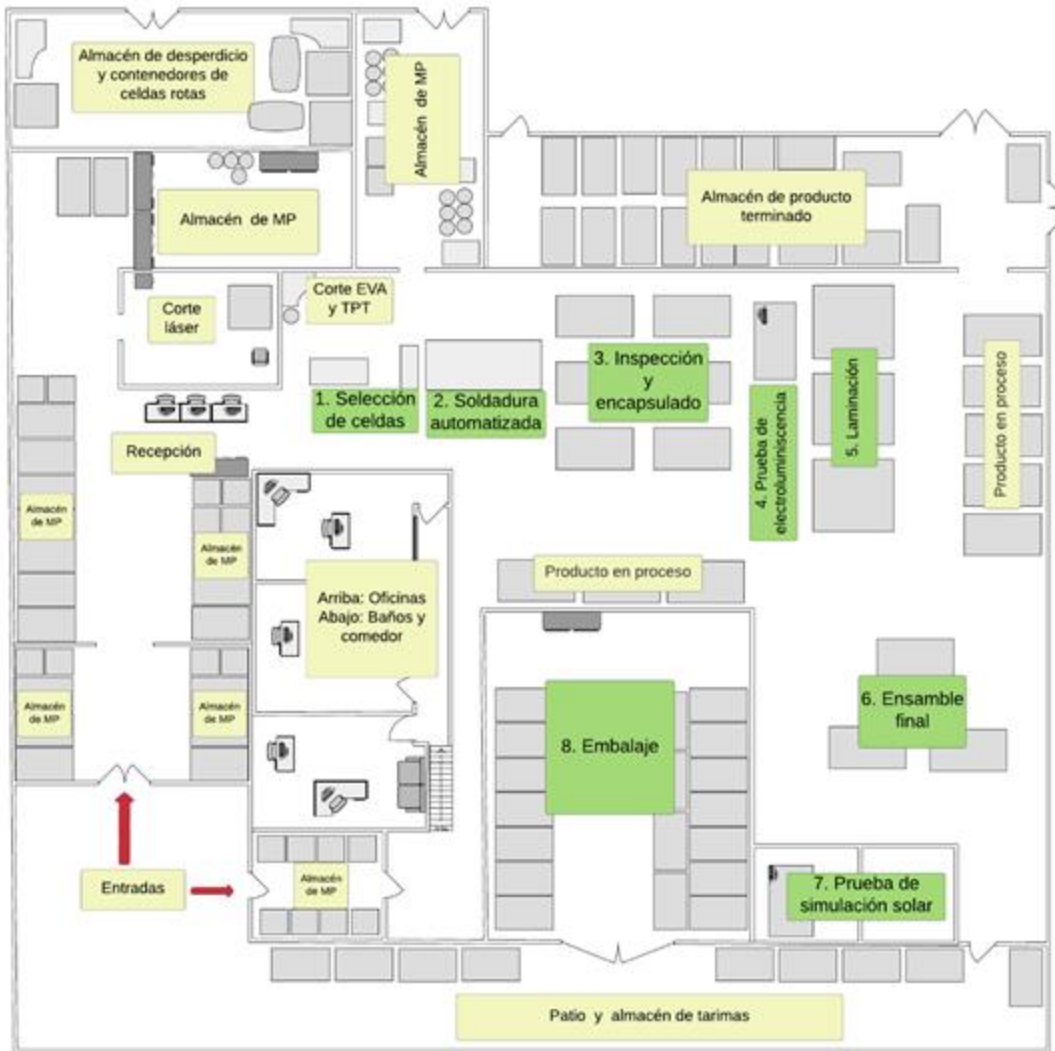 Almacén de desperdicio
y contenedores de
celdas rotas
Almacén de MP
Almacén de MP
Almacén de producto
terminado
Corte
láser
Corte EVA
y TPT
1. Selección
de celdas
2. Soldadura
automatizada
3. Inspección
y
encapsulado
4. Prueba de
electroluminiscencia
5. Laminación
Producto en proceso
Recepción
Almacén
de MP
Almacén
de MP
Arriba: Oficinas
Abajo: Baños y
comedor
Producto en proceso
Almacén
de MP
Almacén
de MP
6. Ensamble
final
8. Embalaje
Entradas
Almacén
de MP
7. Prueba de
simulación solar
Patio y almacén de tarimas